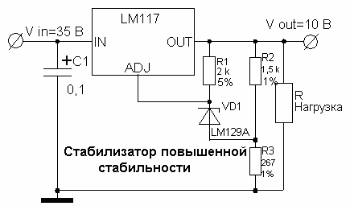 V in=35 В
LM117
V out=10 В
IN
OUT
ADJ
+
C1
0,1
R1
2 k
5%
R2
1,5 k
1%
R
Нагрузка
VD1
LM129A
R3
267
1%
Стабилизатор повышенной
стабильности